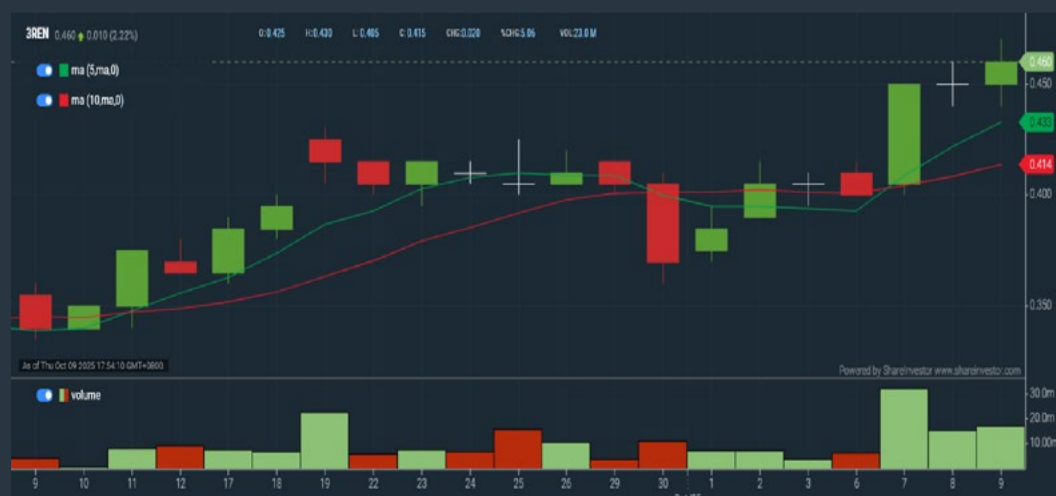 3REN 0.460 0.010 (2.22%) O:0.425 H:0.430 L:0.405 C:0.415 CHG:0.020 %CHG:5.06 VOL:23.0 M
ma (5,ma,0)
ma (10,ma,0)
0.460
0.450
0.433
0.414
0.400
0.350
As of Thu Oct 09 2025 17:54:10 GMT+0800
Powered by ShareInvestor www.shareinvestor.com
volume
30.0m
20.0m
10.00m
9 10 11 12 17 18 19 22 23 24 25 26 29 30 1 2 3 6 7 8 9